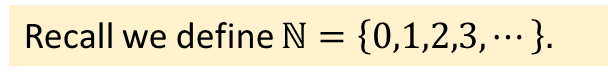 Recall we define ℕ = {0,1,2,3, ⋯ }.